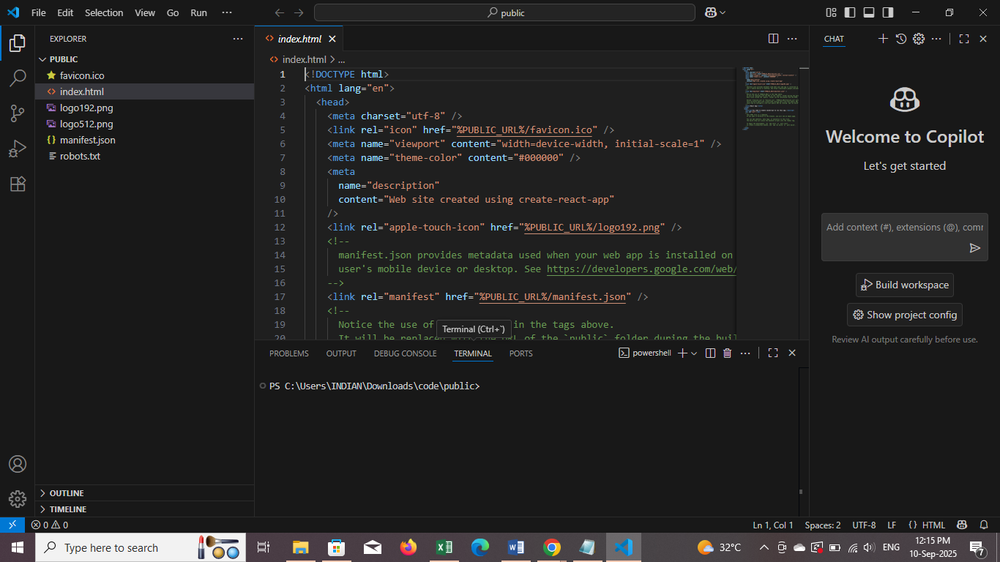 File Edit Selection View Go Run ···
public
EXPLORER
PUBLIC
favicon.ico
index.html
logo192.png
logo512.png
{} manifest.json
robots.txt
OUTLINE
TIMELINE
<> index.html
<> index.html > ...
1 <!DOCTYPE html>
2 <html lang="en">
3 <head>
4 <meta charset="utf-8" />
5 <link rel="icon" href="%PUBLIC_URL%/favicon.ico" />
6 <meta name="viewport" content="width=device-width, initial-scale=1" />
7 <meta name="theme-color" content="#000000" />
8 <meta
9 name="description"
10 content="Web site created using create-react-app"
11 />
12 <link rel="apple-touch-icon" href="%PUBLIC_URL%/logo192.png" />
13 <!--
14 manifest.json provides metadata used when your web app is installed on
15 user's mobile device or desktop. See https://developers.google.com/web/
16 -->
17 <link rel="manifest" href="%PUBLIC_URL%/manifest.json" />
18 <!--
19 Notice the use of in the tags above.
20 It will be replaced with the URL of the `public` folder during the buil
Terminal (Ctrl+`)
PROBLEMS OUTPUT DEBUG CONSOLE TERMINAL PORTS
powershell
PS C:\Users\INDIAN\Downloads\code\public>
CHAT
Welcome to Copilot
Let's get started
Add context (#), extensions (@), comm
Build workspace
Show project config
Review AI output carefully before use.
0 0
Ln 1, Col 1 Spaces: 2 UTF-8 LF {} HTML
Type here to search
32°C
ENG
12:15 PM
10-Sep-2025
7